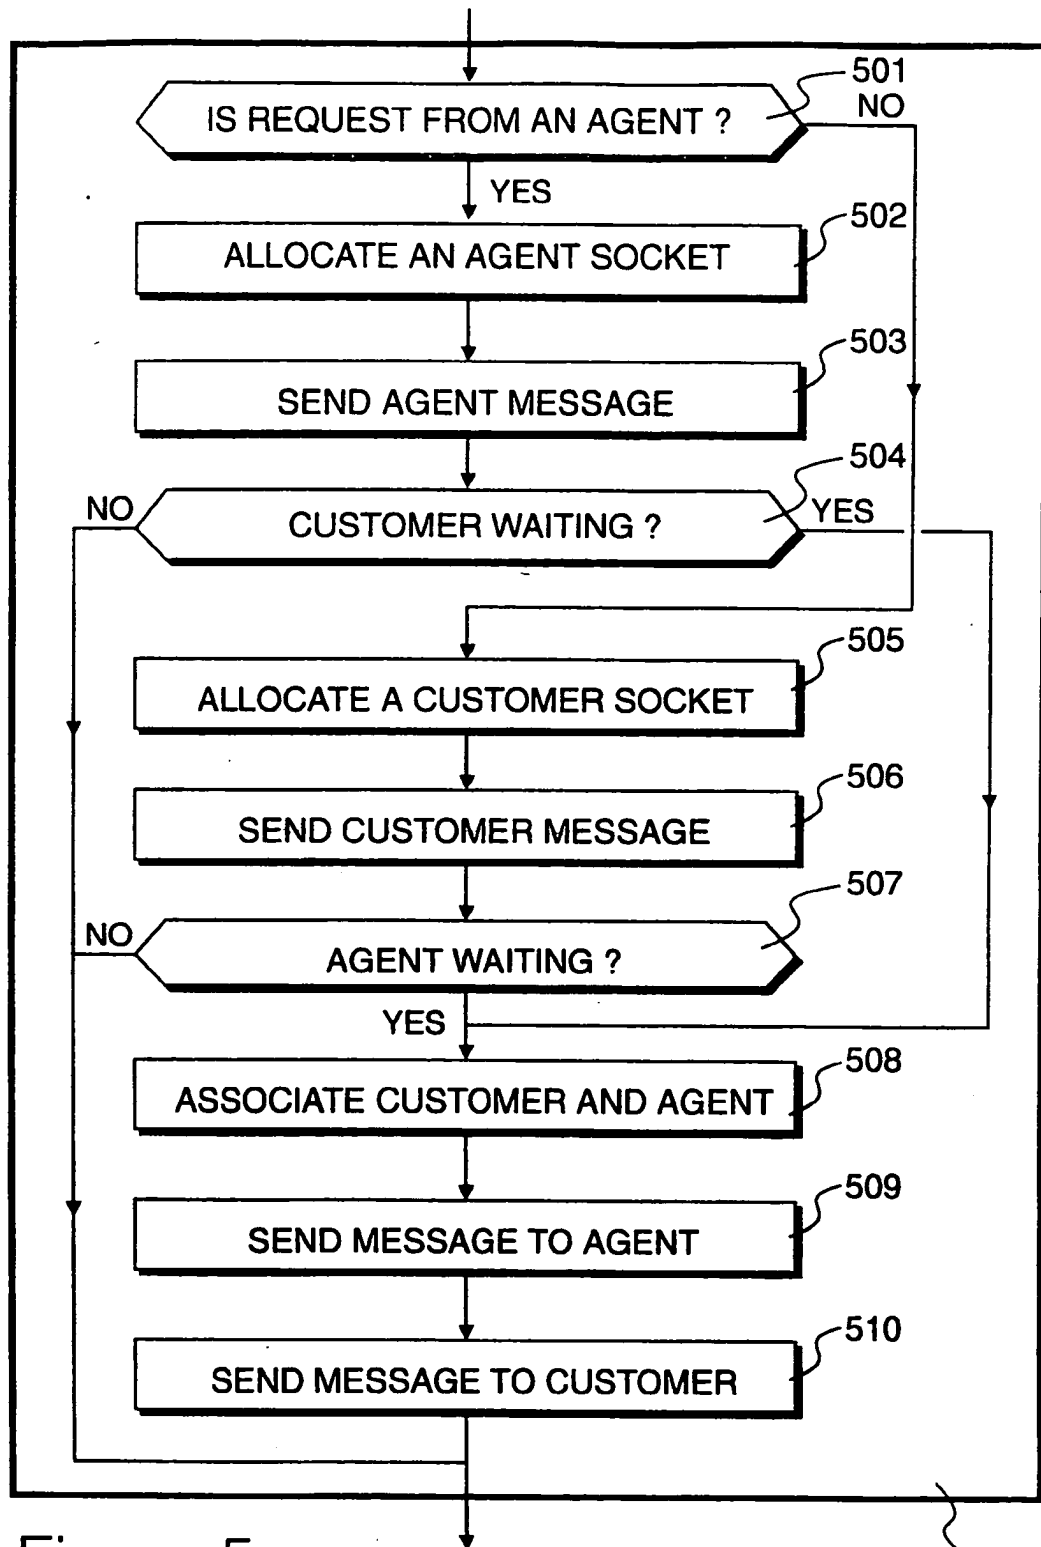 501
IS REQUEST FROM AN AGENT ?
NO
YES
502
ALLOCATE AN AGENT SOCKET
503
SEND AGENT MESSAGE
504
NO
CUSTOMER WAITING ?
YES
505
ALLOCATE A CUSTOMER SOCKET
506
SEND CUSTOMER MESSAGE
507
NO
AGENT WAITING ?
YES
508
ASSOCIATE CUSTOMER AND AGENT
509
SEND MESSAGE TO AGENT
510
SEND MESSAGE TO CUSTOMER